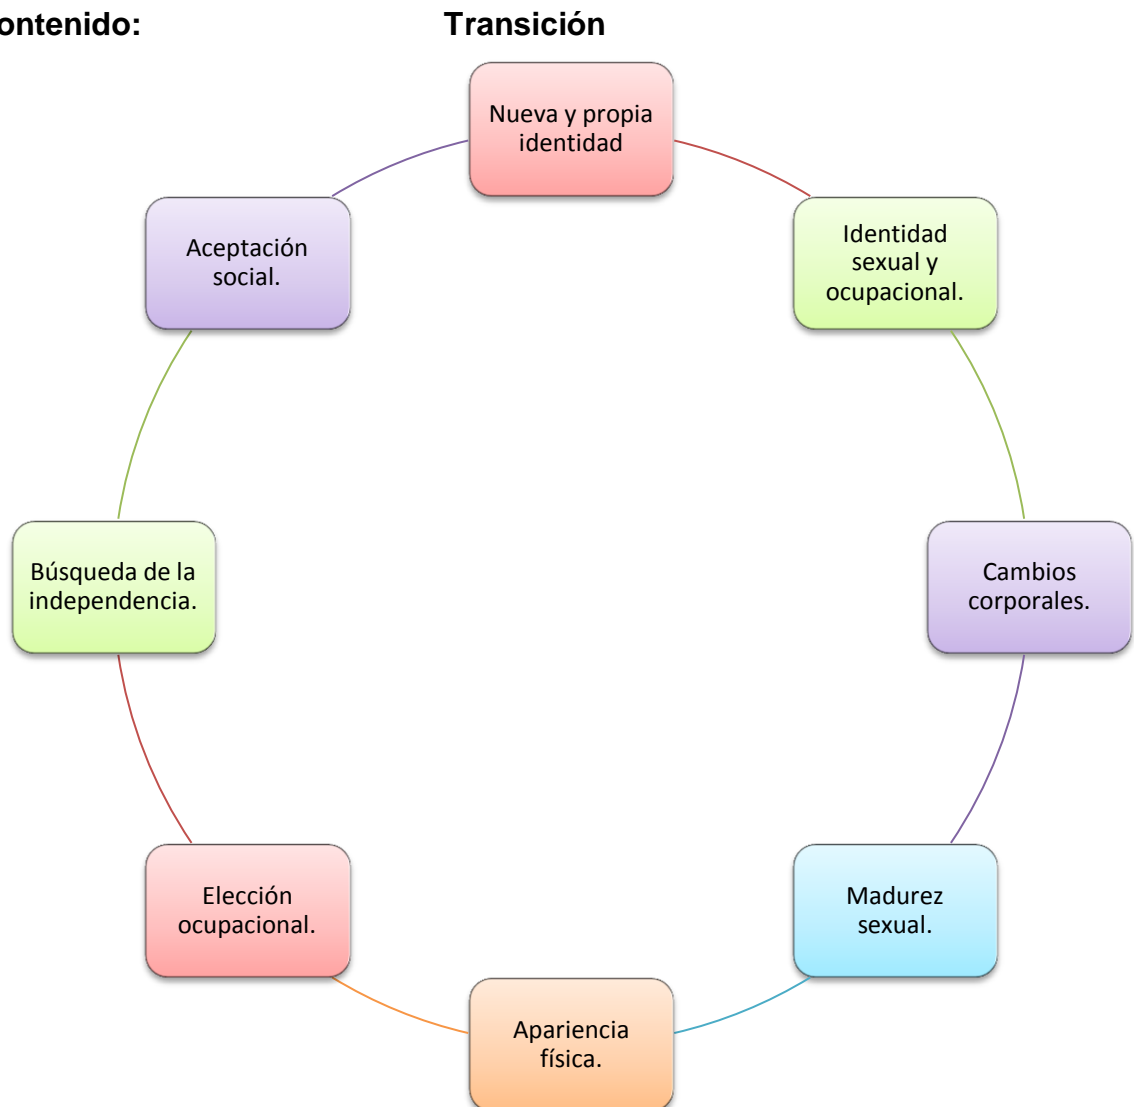 ontenido: Transición
Nueva y propia
identidad
Identidad
sexual y
ocupacional.
Cambios
corporales.
Madurez
sexual.
Apariencia
física.
Elección
ocupacional.
Búsqueda de la
independencia.
Aceptación
social.